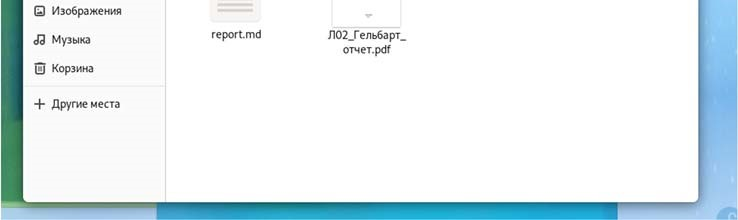 Изображения
Музыка
Корзина
Другие места
report.md
Л02_Гельбарт_
отчет.pdf